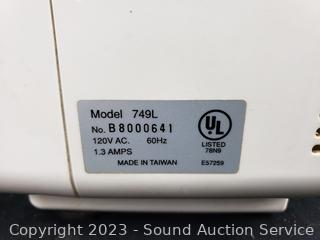 Model 749L
No. B8000641
120V AC. 60Hz
1.3 AMPS
MADE IN TAIWAN
UL
LISTED
78N9
E57259
Copyright 2023 - Sound Auction Service